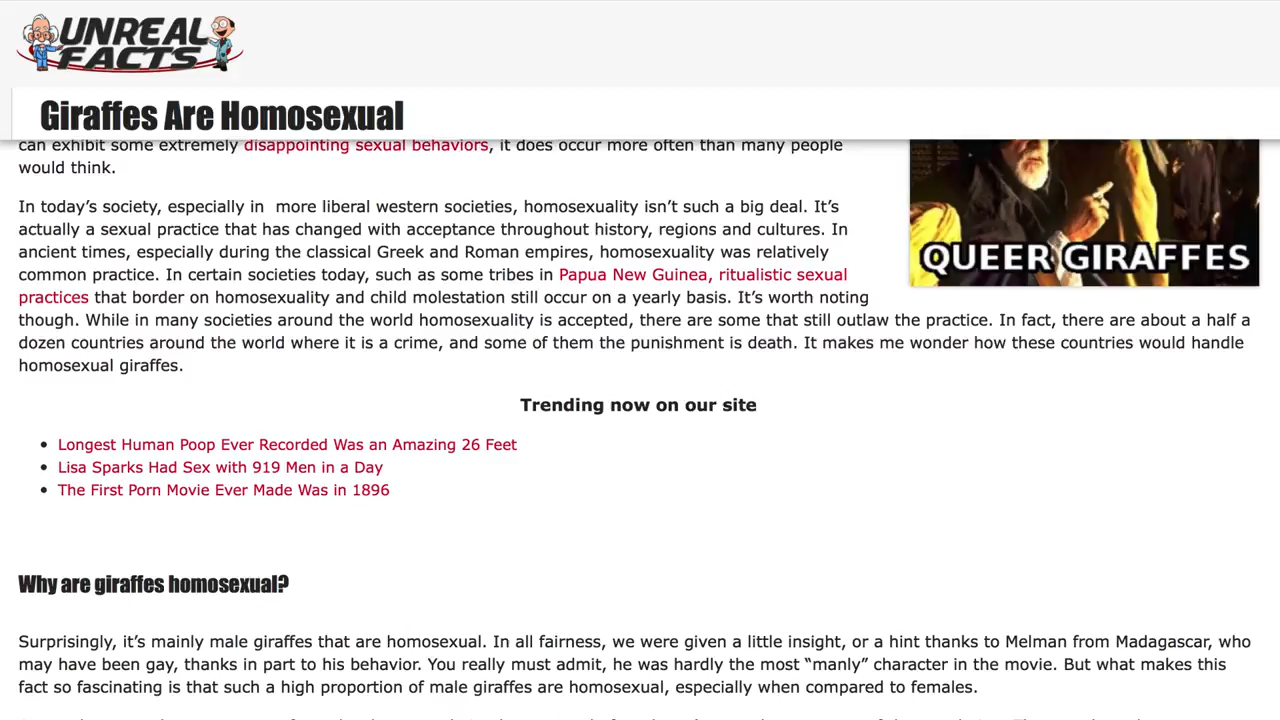 UNREAL
FACTS
Giraffes Are Homosexual
can exhibit some extremely disappointing sexual behaviors, it does occur more often than many people
would think.
In today's society, especially in  more liberal western societies, homosexuality isn't such a big deal. It's
actually a sexual practice that has changed with acceptance throughout history, regions and cultures. In
ancient times, especially during the classical Greek and Roman empires, homosexuality was relatively
common practice. In certain societies today, such as some tribes in Papua New Guinea, ritualistic sexual
practices that border on homosexuality and child molestation still occur on a yearly basis. It's worth noting
though. While in many societies around the world homosexuality is accepted, there are some that still outlaw the practice. In fact, there are about a half a
dozen countries around the world where it is a crime, and some of them the punishment is death. It makes me wonder how these countries would handle
homosexual giraffes.
QUEER GIRAFFES
Trending now on our site
• Longest Human Poop Ever Recorded Was an Amazing 26 Feet
• Lisa Sparks Had Sex with 919 Men in a Day
• The First Porn Movie Ever Made Was in 1896
Why are giraffes homosexual?
Surprisingly, it's mainly male giraffes that are homosexual. In all fairness, we were given a little insight, or a hint thanks to Melman from Madagascar, who
may have been gay, thanks in part to his behavior. You really must admit, he was hardly the most “manly” character in the movie. But what makes this
fact so fascinating is that such a high proportion of male giraffes are homosexual, especially when compared to females.